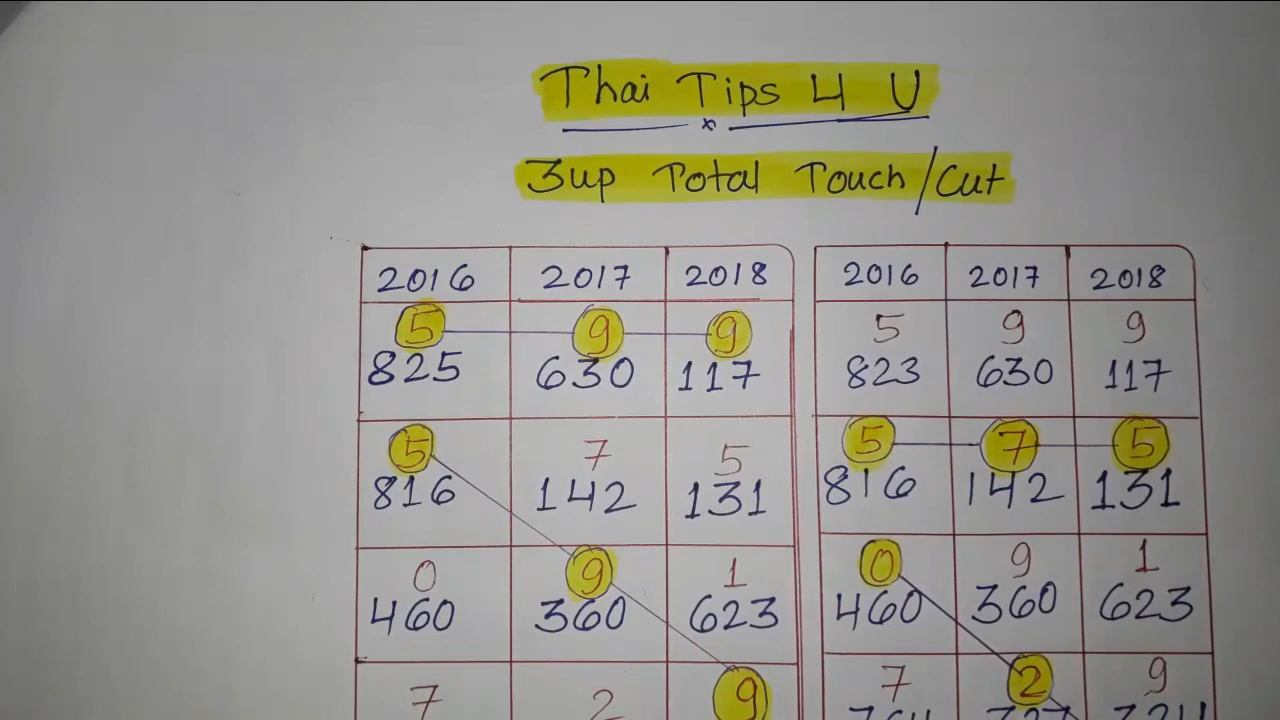 Thai Tips 4 U
x
3up Total Touch/Cut
2016 2017 2018
5 9 9
825 630 117
5 7 5
816 142 131
0 9 1
460 360 623
7 2 9
2016 2017 2018
5 9 9
823 630 117
5 7 5
816 142 131
0 9 1
460 360 623
7 2 9